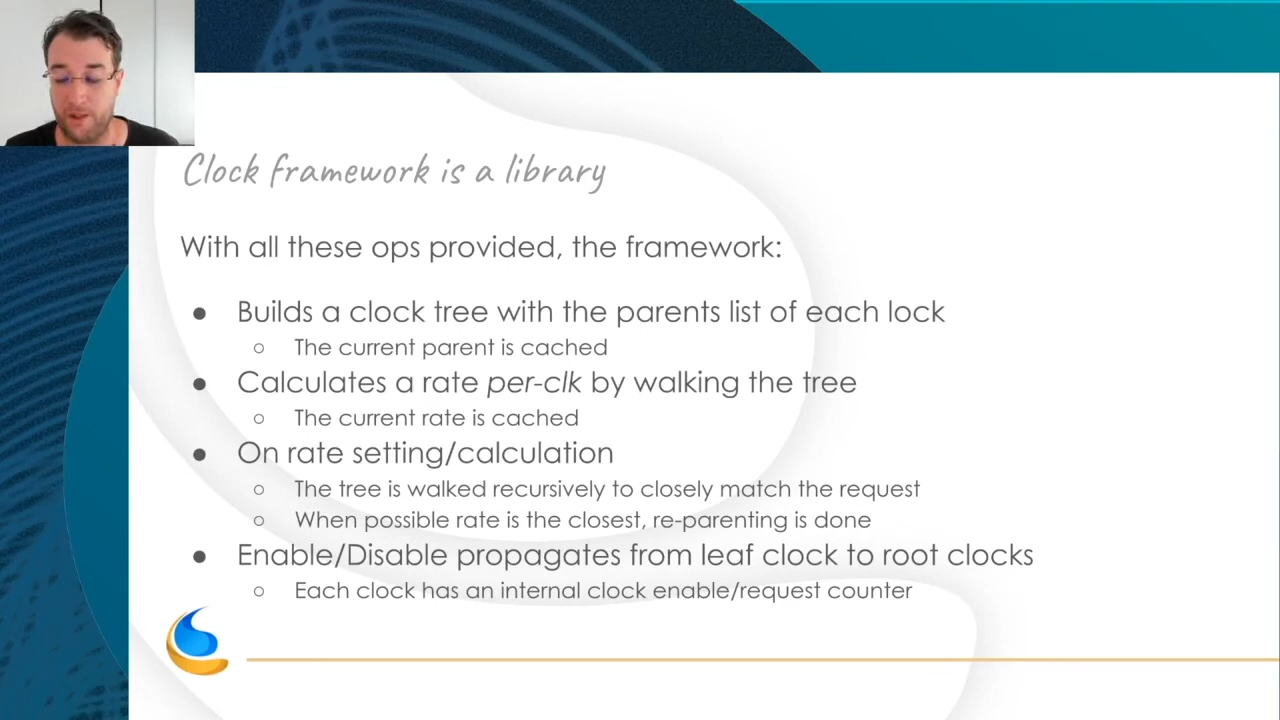 Clock framework is a library
With all these ops provided, the framework:
● Builds a clock tree with the parents list of each lock
○ The current parent is cached
● Calculates a rate per-clk by walking the tree
○ The current rate is cached
● On rate setting/calculation
○ The tree is walked recursively to closely match the request
○ When possible rate is the closest, re-parenting is done
● Enable/Disable propagates from leaf clock to root clocks
○ Each clock has an internal clock enable/request counter